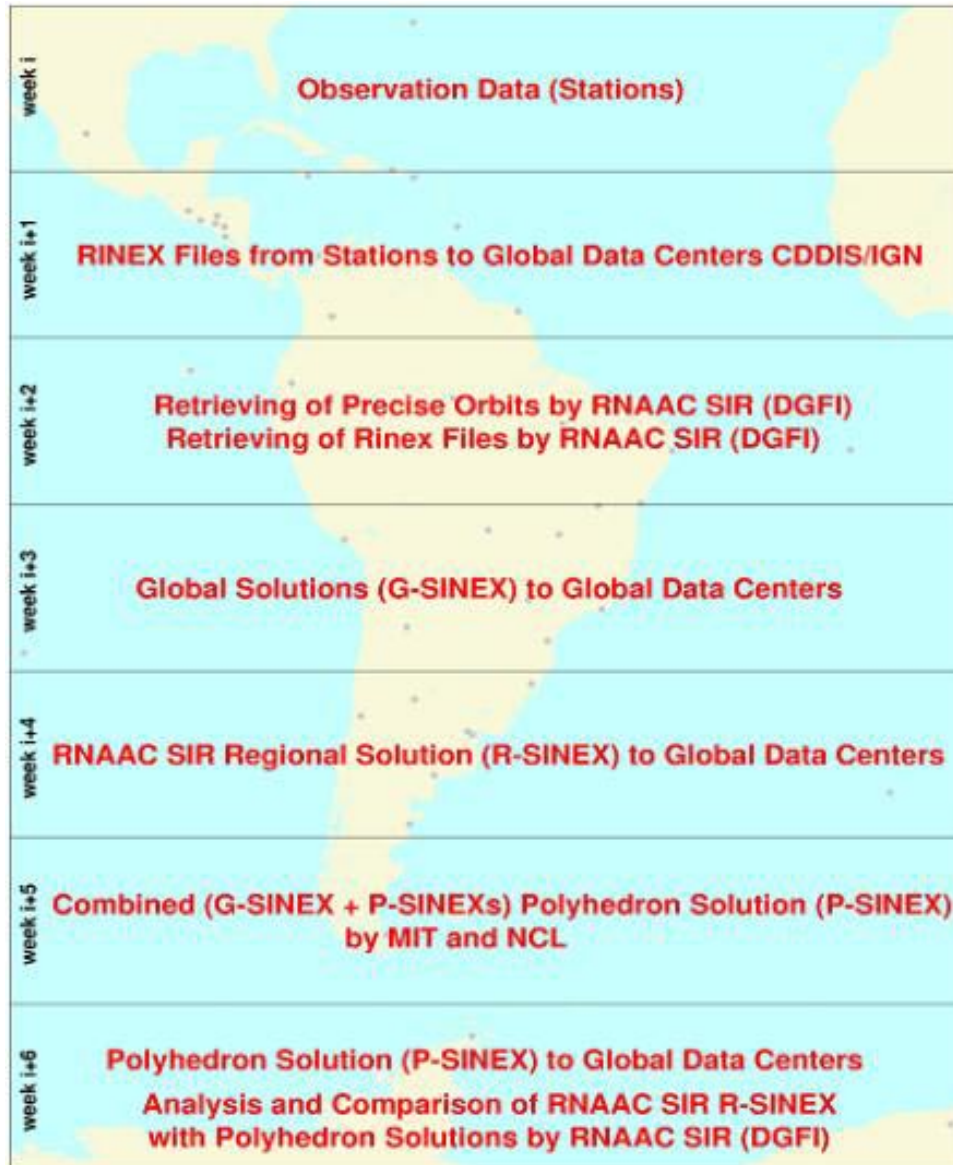 week i
Observation Data (Stations)
week i+1
RINEX Files from Stations to Global Data Centers CDDIS/IGN
week i+2
Retrieving of Precise Orbits by RNAAC SIR (DGFI)
Retrieving of Rinex Files by RNAAC SIR (DGFI)
week i+3
Global Solutions (G-SINEX) to Global Data Centers
week i+4
RNAAC SIR Regional Solution (R-SINEX) to Global Data Centers
week i+5
Combined (G-SINEX + P-SINEXs) Polyhedron Solution (P-SINEX)
by MIT and NCL
week i+6
Polyhedron Solution (P-SINEX) to Global Data Centers
Analysis and Comparison of RNAAC SIR R-SINEX
with Polyhedron Solutions by RNAAC SIR (DGFI)